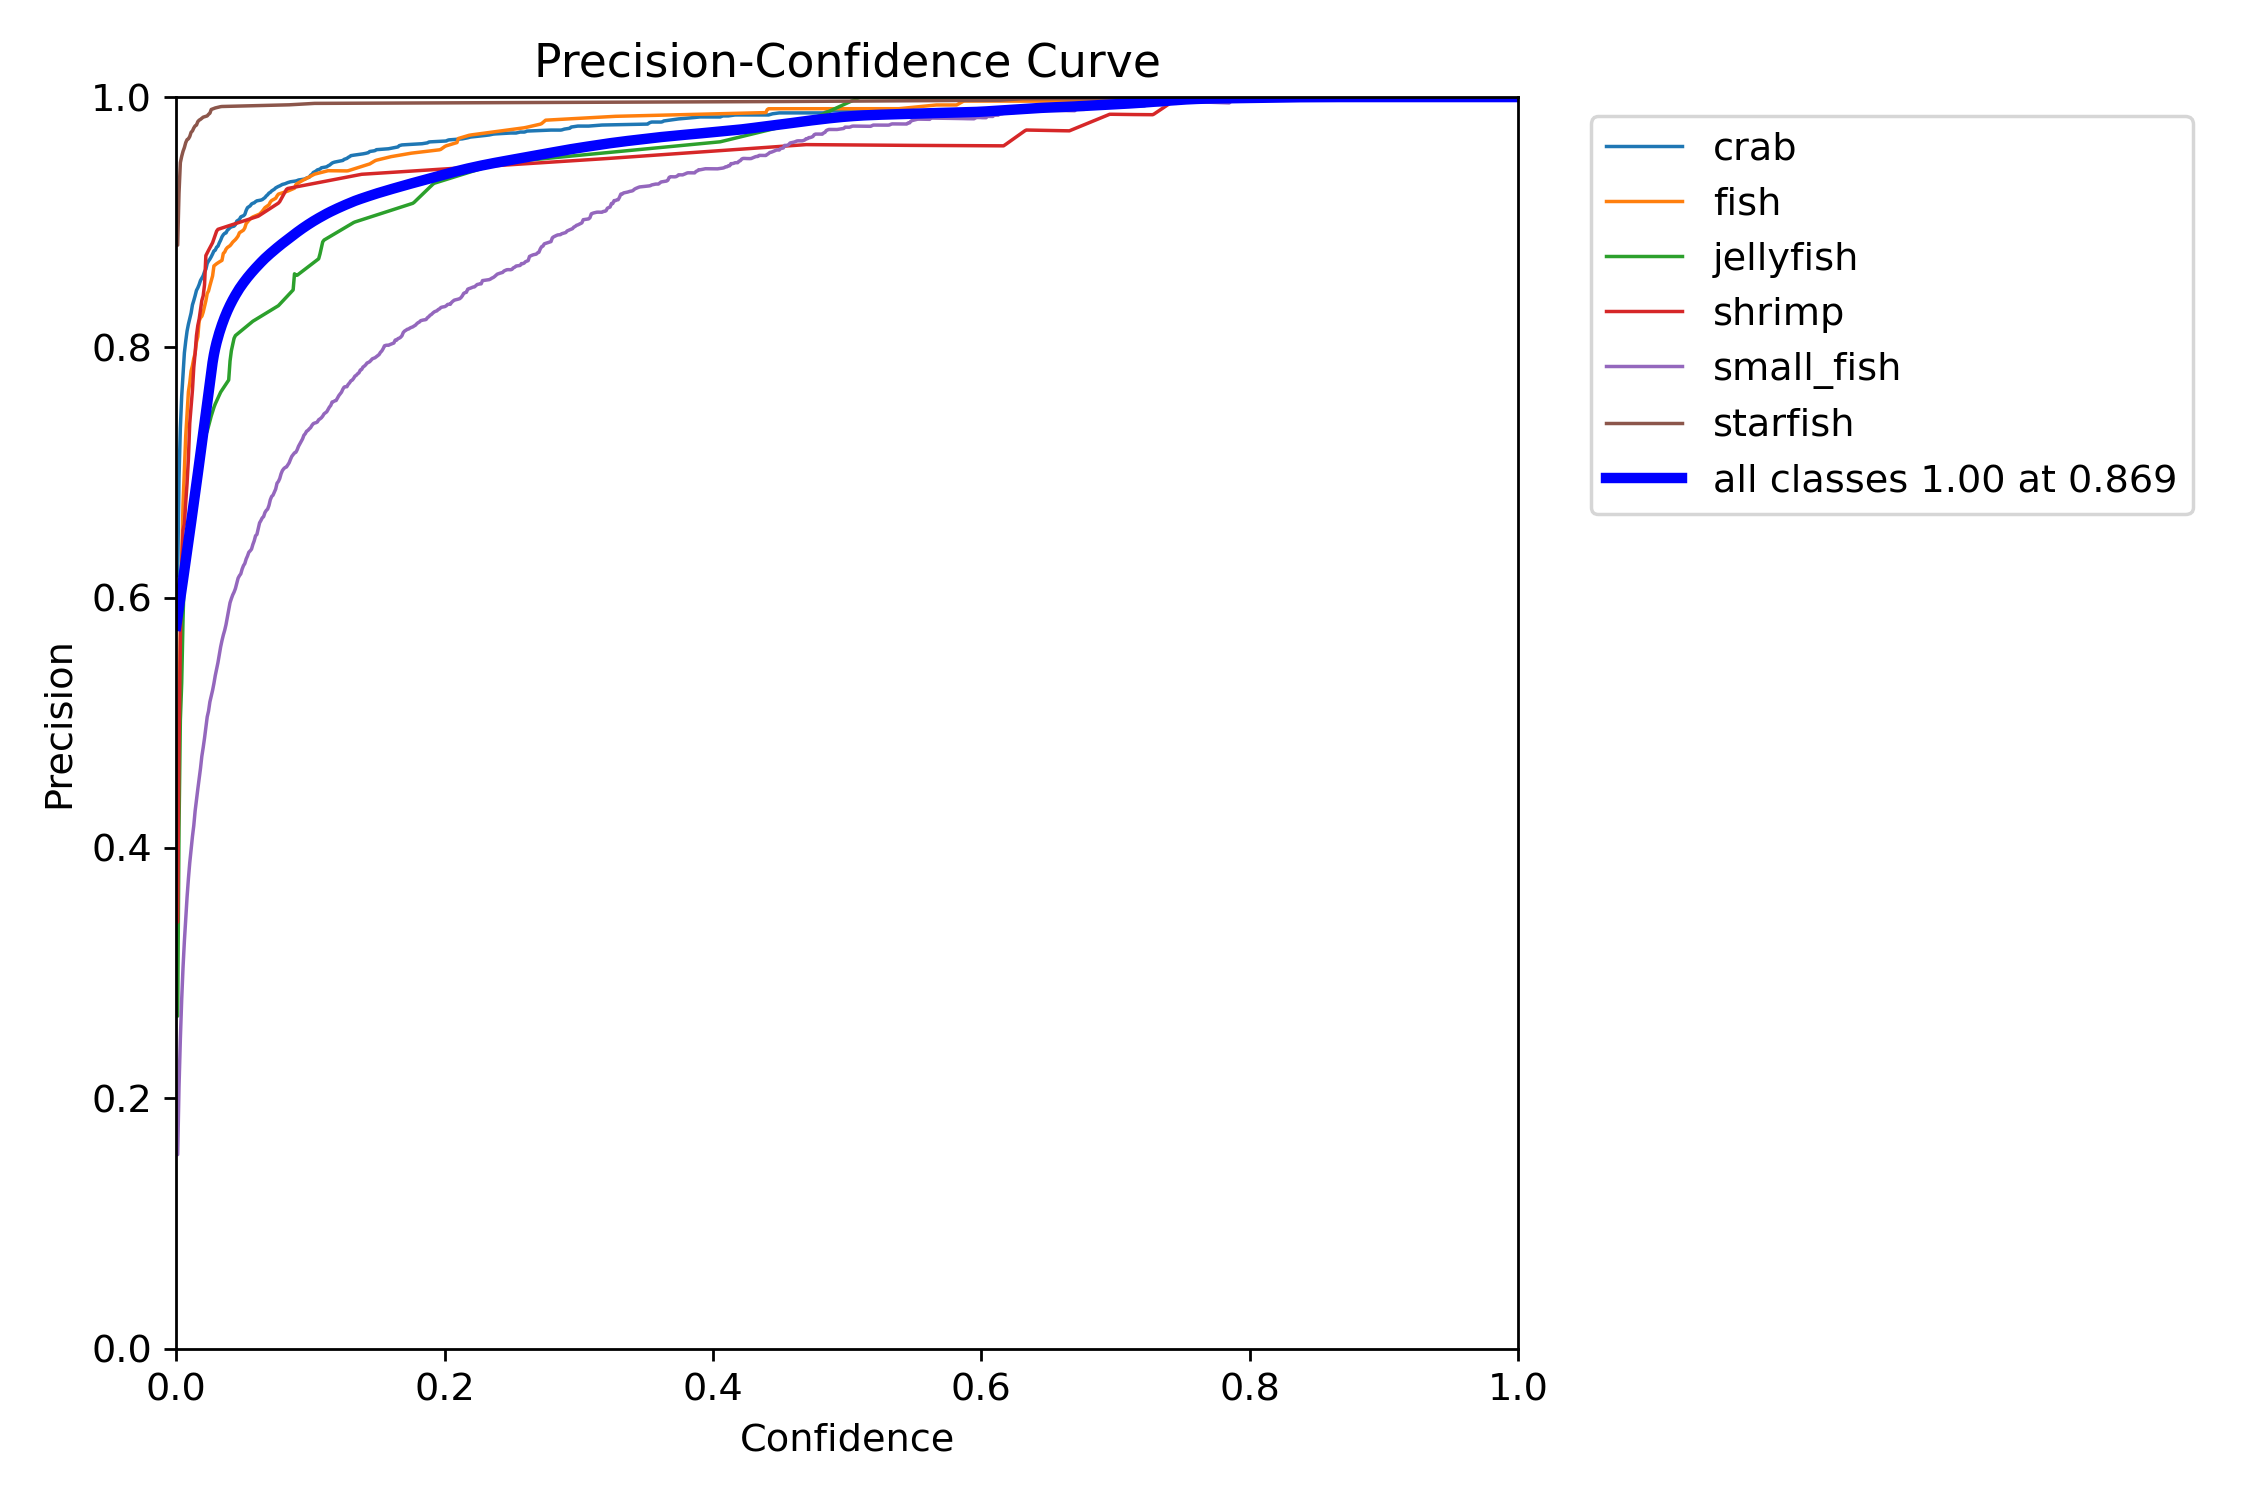 Precision-Confidence Curve
1.0
0.8
0.6
0.4
0.2
0.0
Precision
0.0 0.2 0.4 0.6 0.8 1.0
Confidence
crab
fish
jellyfish
shrimp
small_fish
starfish
all classes 1.00 at 0.869